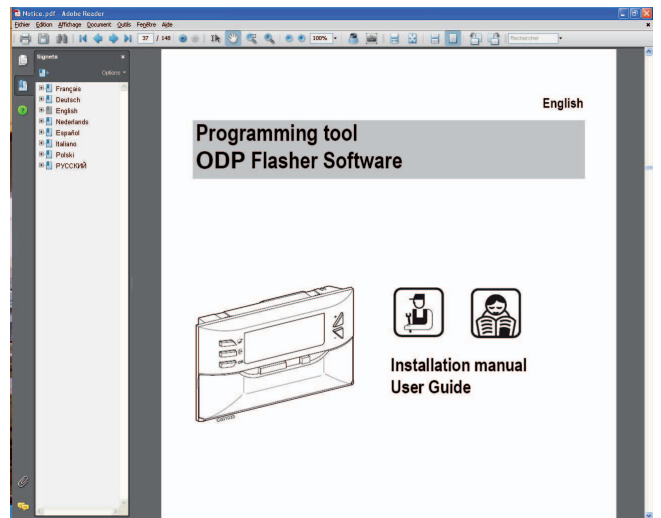 Notice.pdf - Adobe Reader
Fichier Edition Affichage Document Outils Fenêtre Aide
37 / 148 100% Rechercher
Signets
Options
Français
Deutsch
English
Nederlands
Español
Italiano
Polski
РУССКИЙ
English
Programming tool
ODP Flasher Software
Installation manual
User Guide